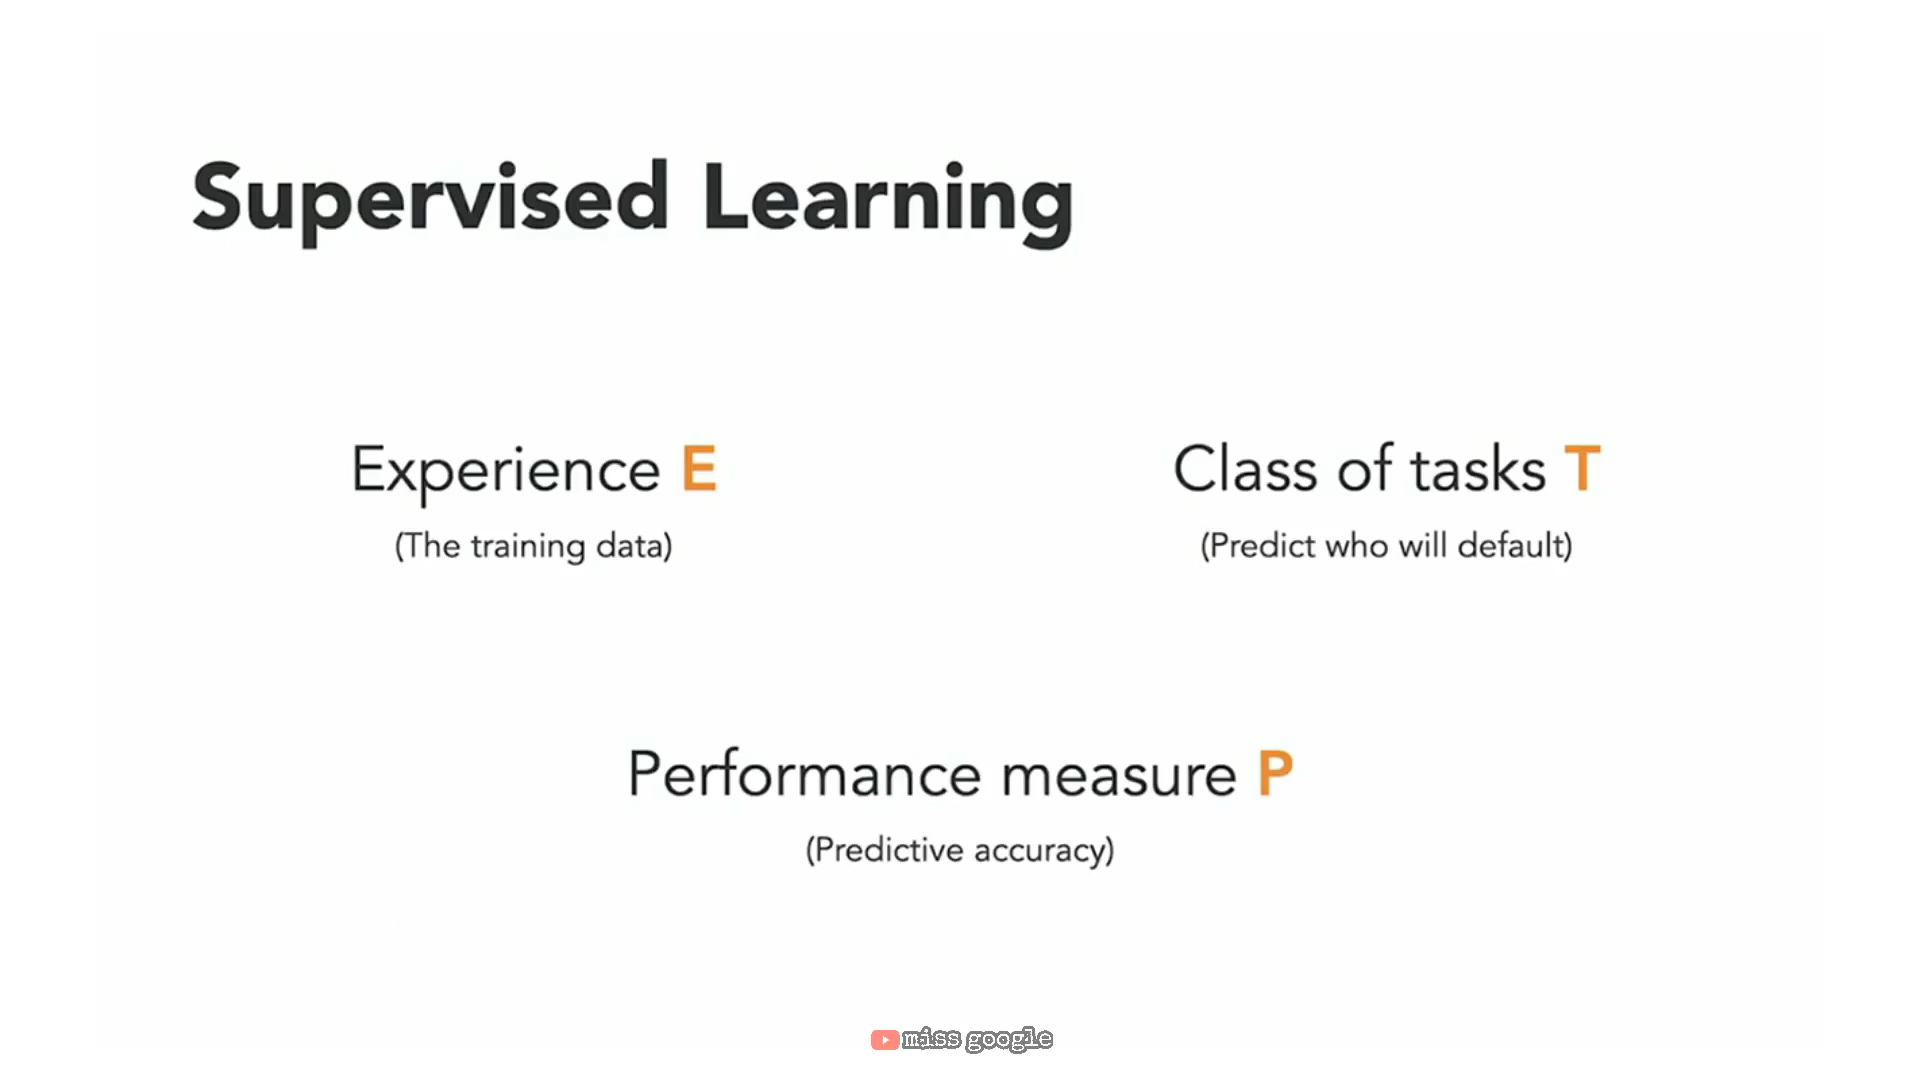 Supervised Learning
Experience E
(The training data)
Class of tasks T
(Predict who will default)
Performance measure P
(Predictive accuracy)
miss google